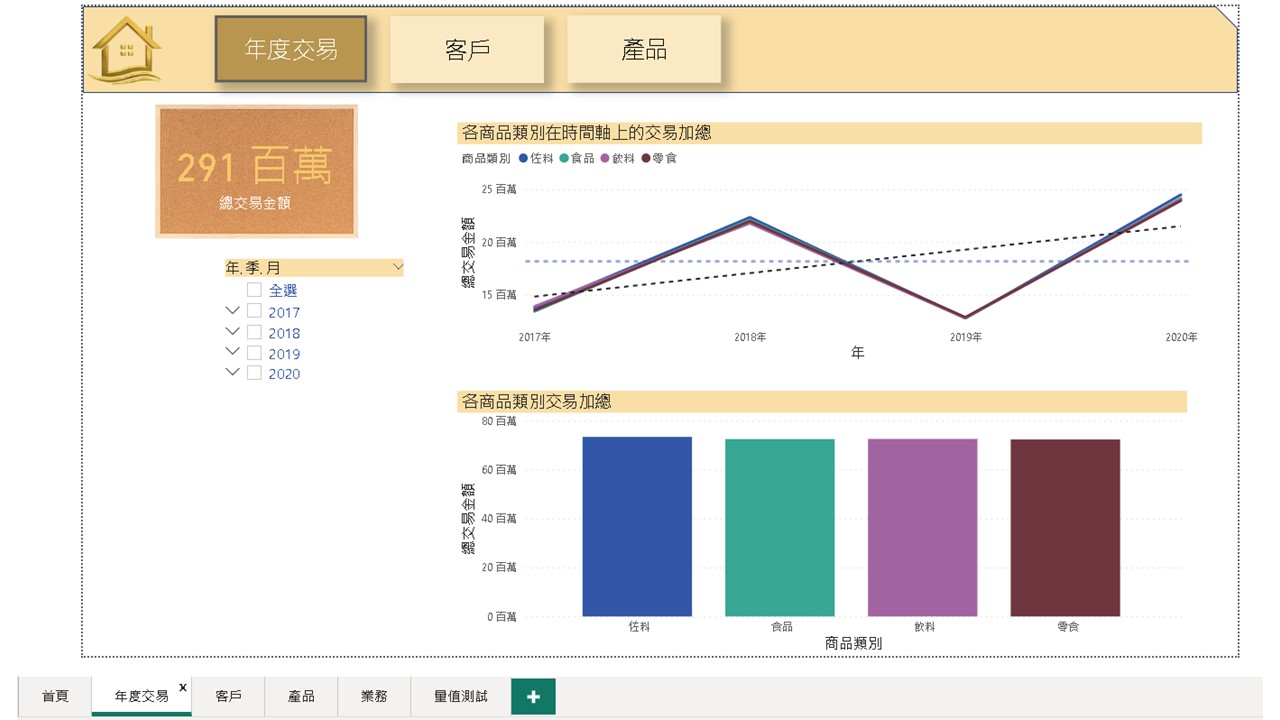 年度交易
客戶
產品
291 百萬
總交易金額
年, 季, 月
全選
2017
2018
2019
2020
各商品類別在時間軸上的交易加總
商品類別 佐料 食品 飲料 零食
25 百萬
20 百萬
15 百萬
總交易金額
2017年 2018年 2019年 2020年
年
各商品類別交易加總
80 百萬
60 百萬
40 百萬
20 百萬
0 百萬
總交易金額
佐料 食品 飲料 零食
商品類別
首頁 年度交易 x 客戶 產品 業務 量值測試 +